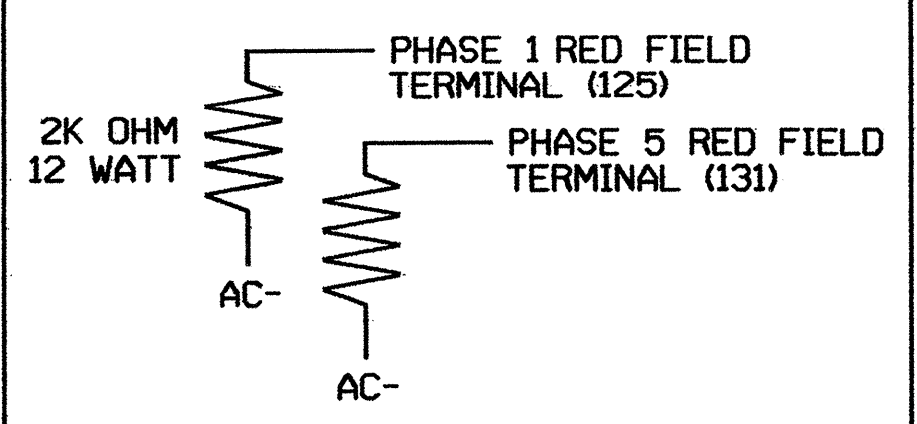 PHASE 1 RED FIELD
TERMINAL (125)
2K OHM
12 WATT
PHASE 5 RED FIELD
TERMINAL (131)
AC-
AC-